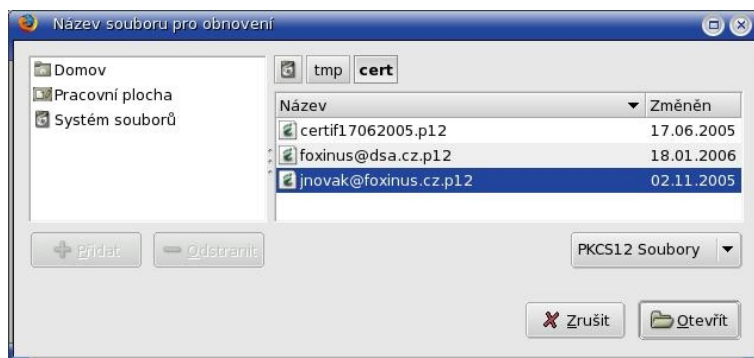 Název souboru pro obnovení
Domov
Pracovní plocha
Systém souborů
tmp
cert
Název
Změněn
certif17062005.p12
17.06.2005
foxinus@dsa.cz.p12
18.01.2006
jnovak@foxinus.cz.p12
02.11.2005
Přidat
Odstranit
PKCS12 Soubory
Zrušit
Otevřít